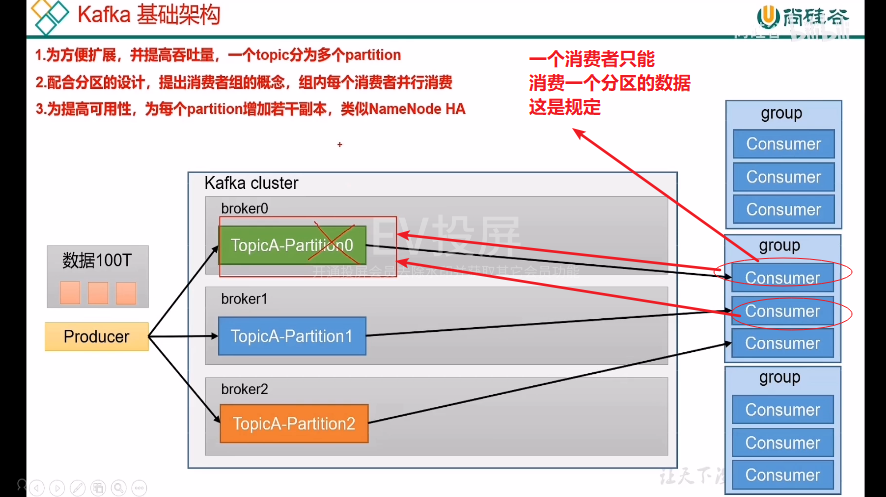 Kafka 基础架构
尚硅谷
1.为方便扩展，并提高吞吐量，一个topic分为多个partition
2.配合分区的设计，提出消费者组的概念，组内每个消费者并行消费
3.为提高可用性，为每个partition增加若干副本，类似NameNode HA
一个消费者只能
消费一个分区的数据
这是规定
group
Consumer
Consumer
Consumer
Kafka cluster
broker0
TopicA-Partition0
EV投屏
数据100T
Producer
broker1
TopicA-Partition1
broker2
TopicA-Partition2
group
Consumer
Consumer
Consumer
group
Consumer
Consumer
Consumer
让天下